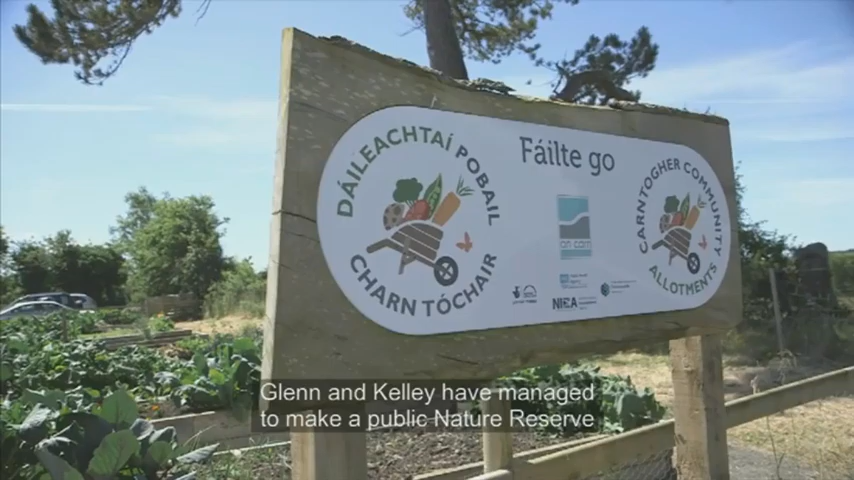 DÁILEACHTAÍ POBAIL
CHARN TÓCHAIR
Fáilte go
an carn
NIEA
CARNTOGHER COMMUNITY
ALLOTMENTS
Glenn and Kelley have managed
to make a public Nature Reserve